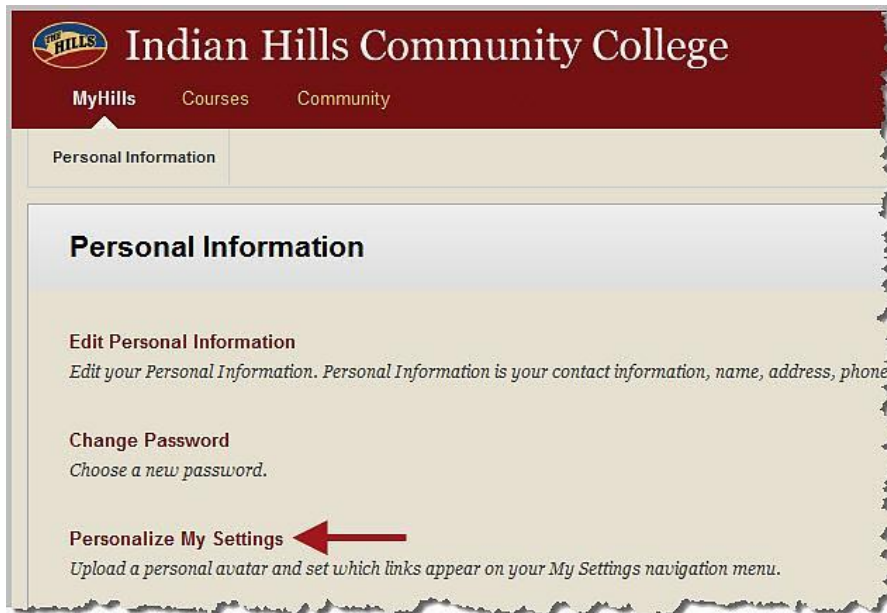 THE HILLS
Indian Hills Community College
MyHills Courses Community
Personal Information
Personal Information
Edit Personal Information
Edit your Personal Information. Personal Information is your contact information, name, address, phone
Change Password
Choose a new password.
Personalize My Settings
Upload a personal avatar and set which links appear on your My Settings navigation menu.